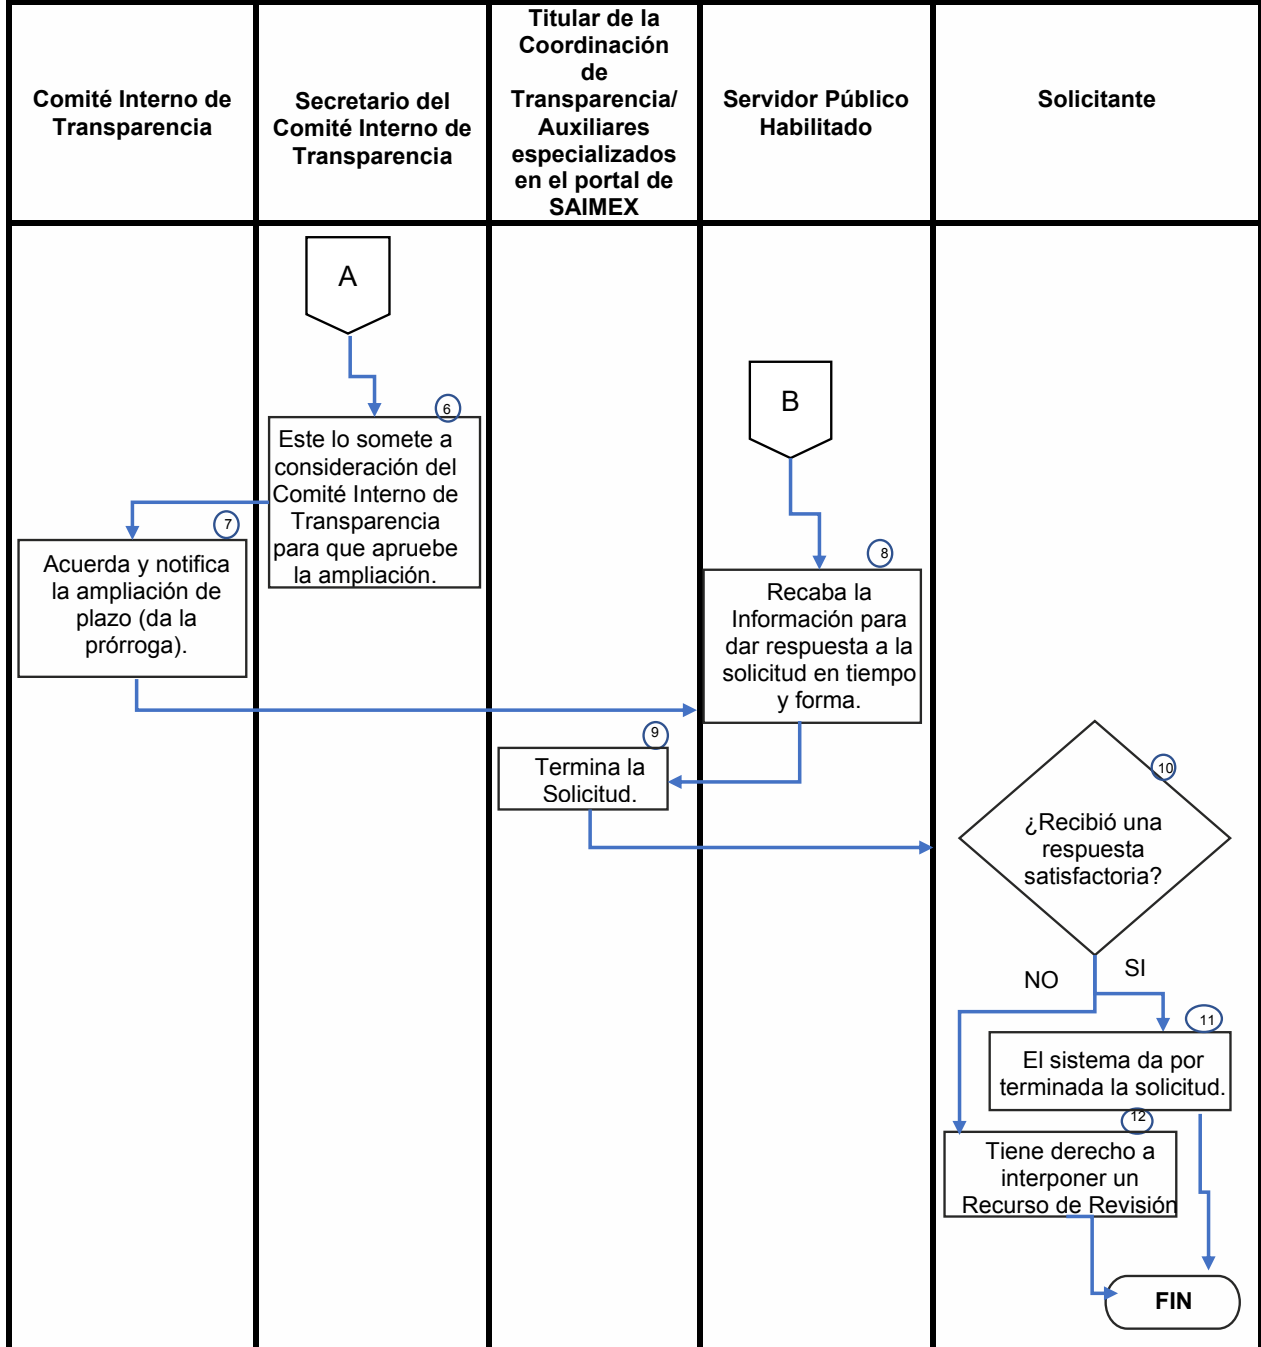 Comité Interno de
Transparencia
Secretario del
Comité Interno de
Transparencia
Titular de la
Coordinación
de
Transparencia/
Auxiliares
especializados
en el portal de
SAIMEX
Servidor Público
Habilitado
Solicitante
A
B
6
Este lo somete a
consideración del
Comité Interno de
Transparencia
para que apruebe
la ampliación.
7
Acuerda y notifica
la ampliación de
plazo (da la
prórroga).
8
Recaba la
Información para
dar respuesta a la
solicitud en tiempo
y forma.
9
Termina la
Solicitud.
10
¿Recibió una
respuesta
satisfactoria?
NO
SI
11
El sistema da por
terminada la solicitud.
12
Tiene derecho a
interponer un
Recurso de Revisión
FIN